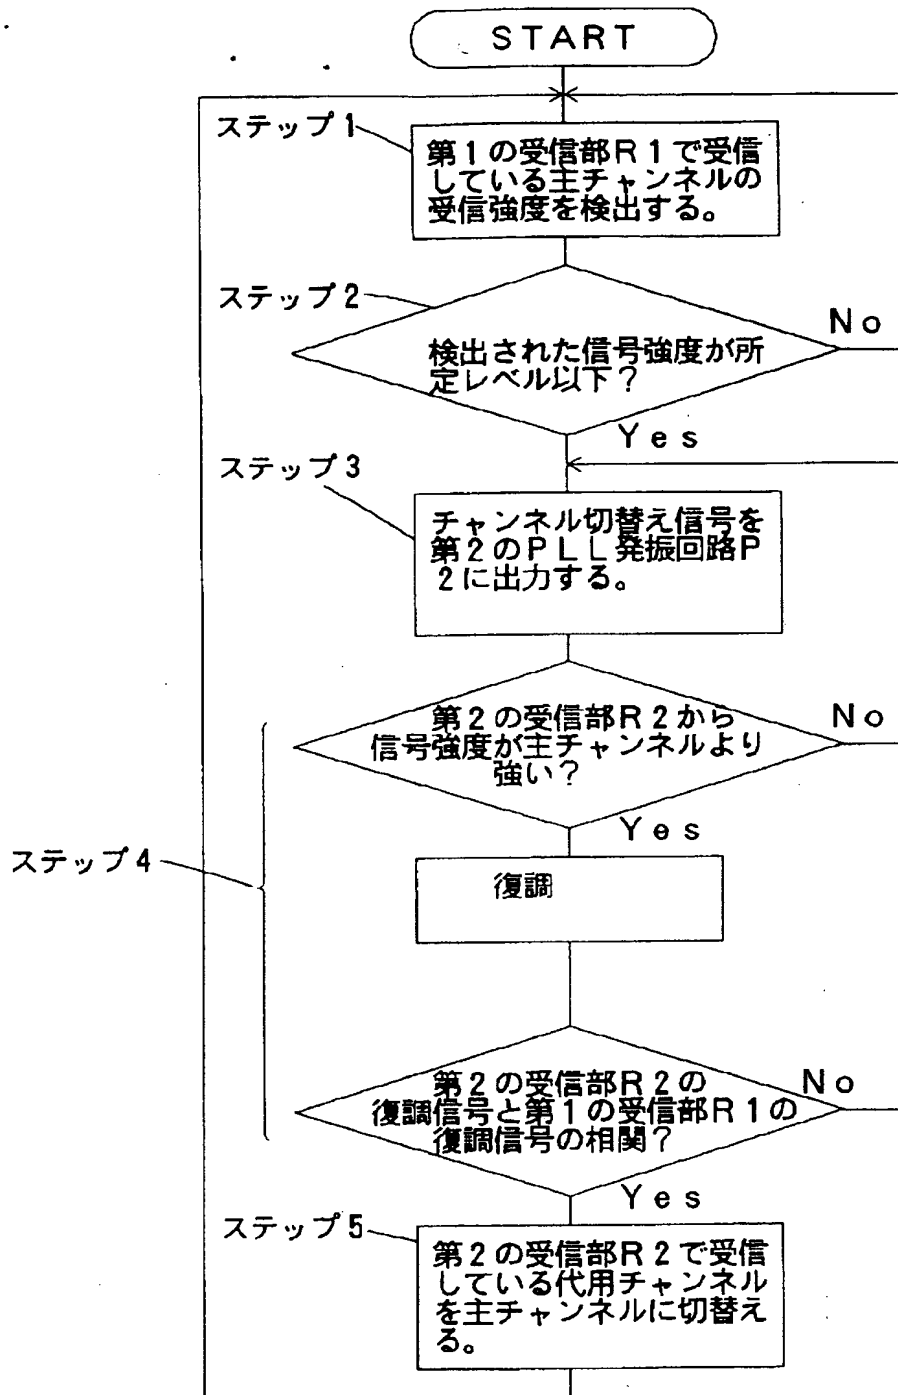 START
ステップ1
第1の受信部R1で受信
している主チャンネルの
受信強度を検出する。
ステップ2
No
検出された信号強度が所
定レベル以下？
Yes
ステップ3
チャンネル切替え信号を
第2のPLL発振回路P
2に出力する。
第2の受信部R2から
信号強度が主チャンネルより
強い？
No
Yes
ステップ4
復調
第2の受信部R2の
復調信号と第1の受信部R1の
復調信号の相関？
No
Yes
ステップ5
第2の受信部R2で受信
している代用チャンネル
を主チャンネルに切替え
る。